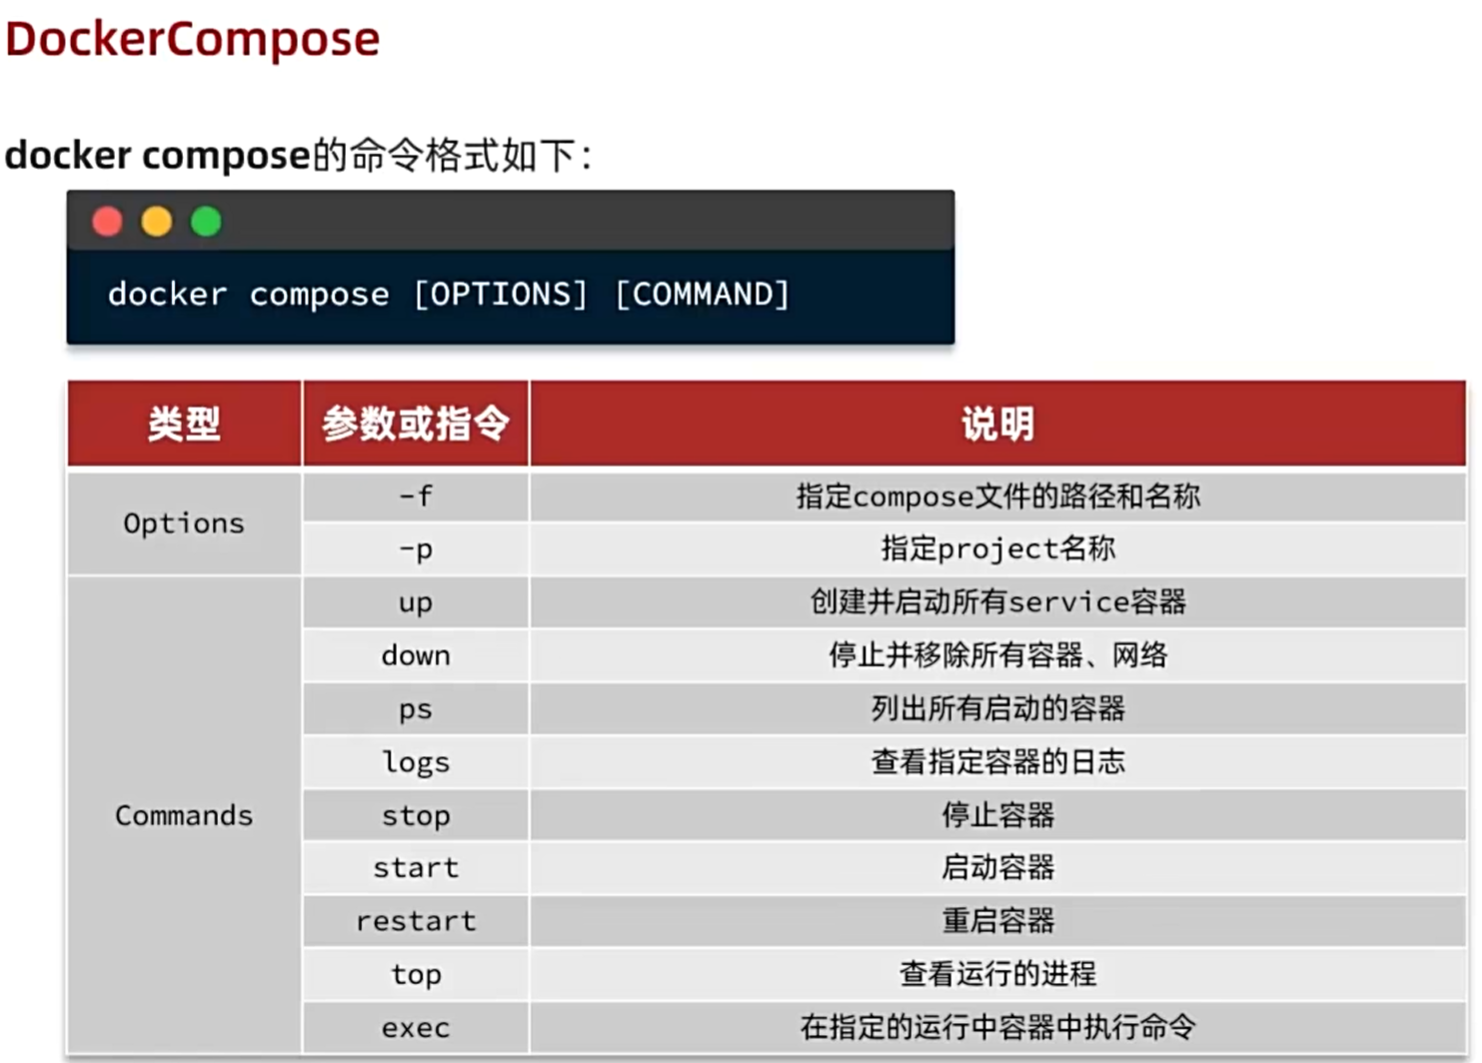 DockerCompose
docker compose的命令格式如下：
docker compose [OPTIONS] [COMMAND]
类型 参数或指令 说明
Options
-f 指定compose文件的路径和名称
-p 指定project名称
Commands
up 创建并启动所有service容器
down 停止并移除所有容器、网络
ps 列出所有启动的容器
logs 查看指定容器的日志
stop 停止容器
start 启动容器
restart 重启容器
top 查看运行的进程
exec 在指定的运行中容器中执行命令